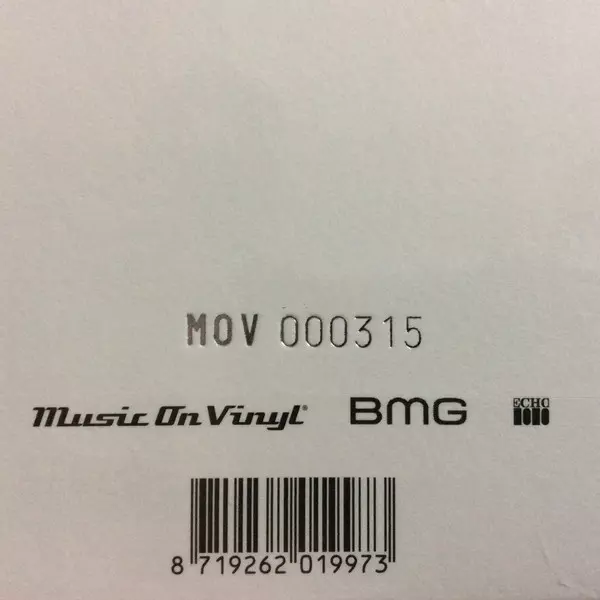 MOV 000315
Music On Vinyl® BMG ECHO
8 719262 019973